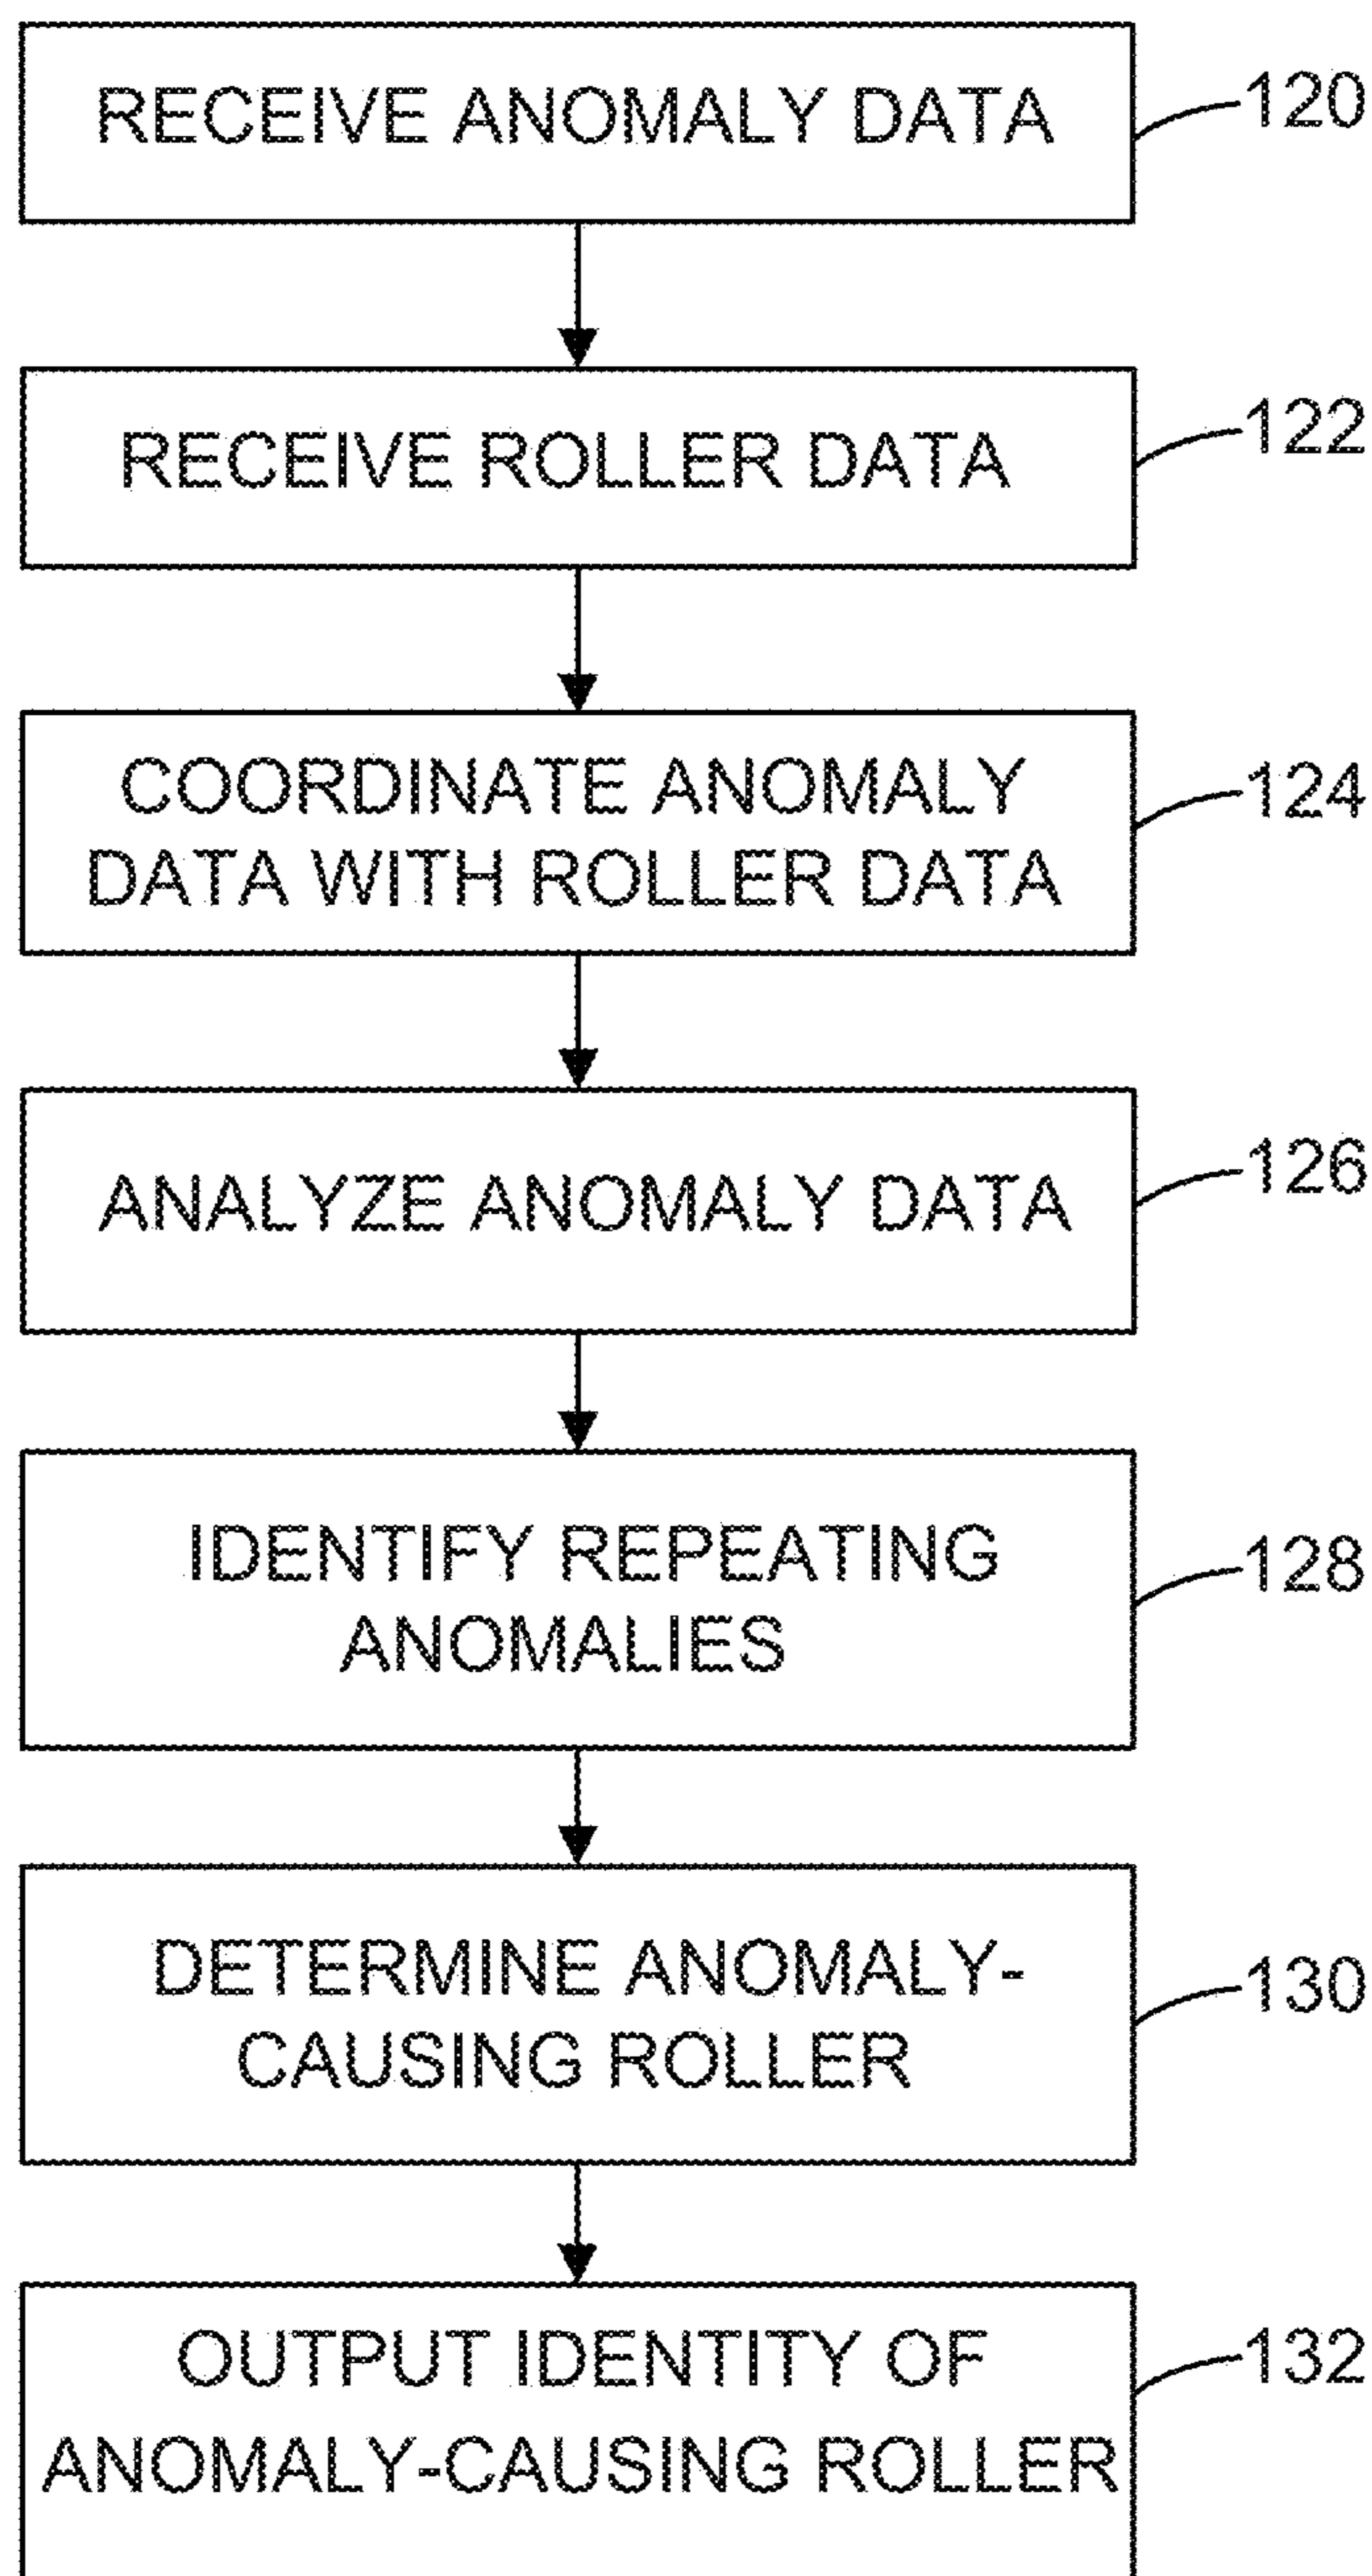 RECEIVE ANOMALY DATA
120
RECEIVE ROLLER DATA
122
COORDINATE ANOMALY
DATA WITH ROLLER DATA
124
ANALYZE ANOMALY DATA
126
IDENTIFY REPEATING
ANOMALIES
128
DETERMINE ANOMALY-
CAUSING ROLLER
130
OUTPUT IDENTITY OF
ANOMALY-CAUSING ROLLER
132